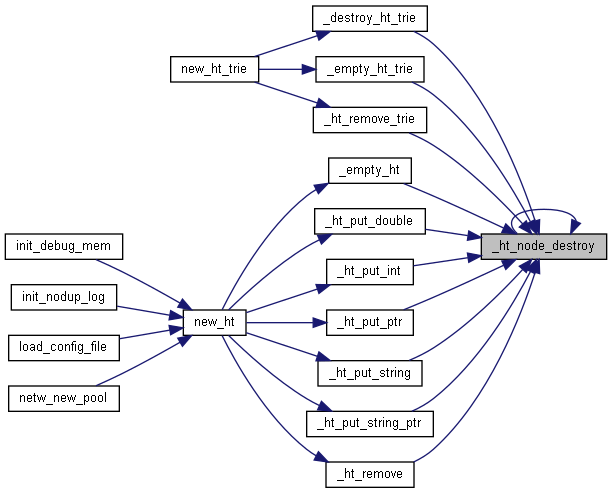 _destroy_ht_trie
new_ht_trie
_empty_ht_trie
_ht_remove_trie
_empty_ht
_ht_put_double
init_debug_mem
_ht_node_destroy
_ht_put_int
init_nodup_log
new_ht
_ht_put_ptr
load_config_file
_ht_put_string
netw_new_pool
_ht_put_string_ptr
_ht_remove